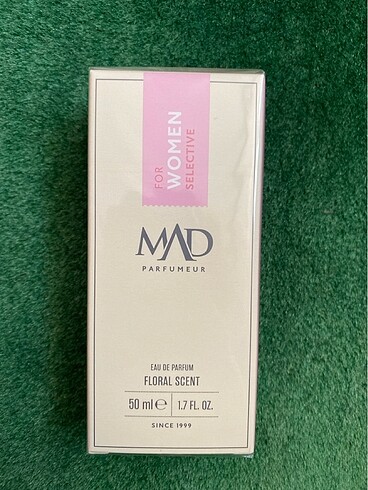 FOR
WOMEN
SELECTIVE
MAD
PARFUMEUR
EAU DE PARFUM
FLORAL SCENT
50 ml℮ 1.7 FL. OZ.
SINCE 1999